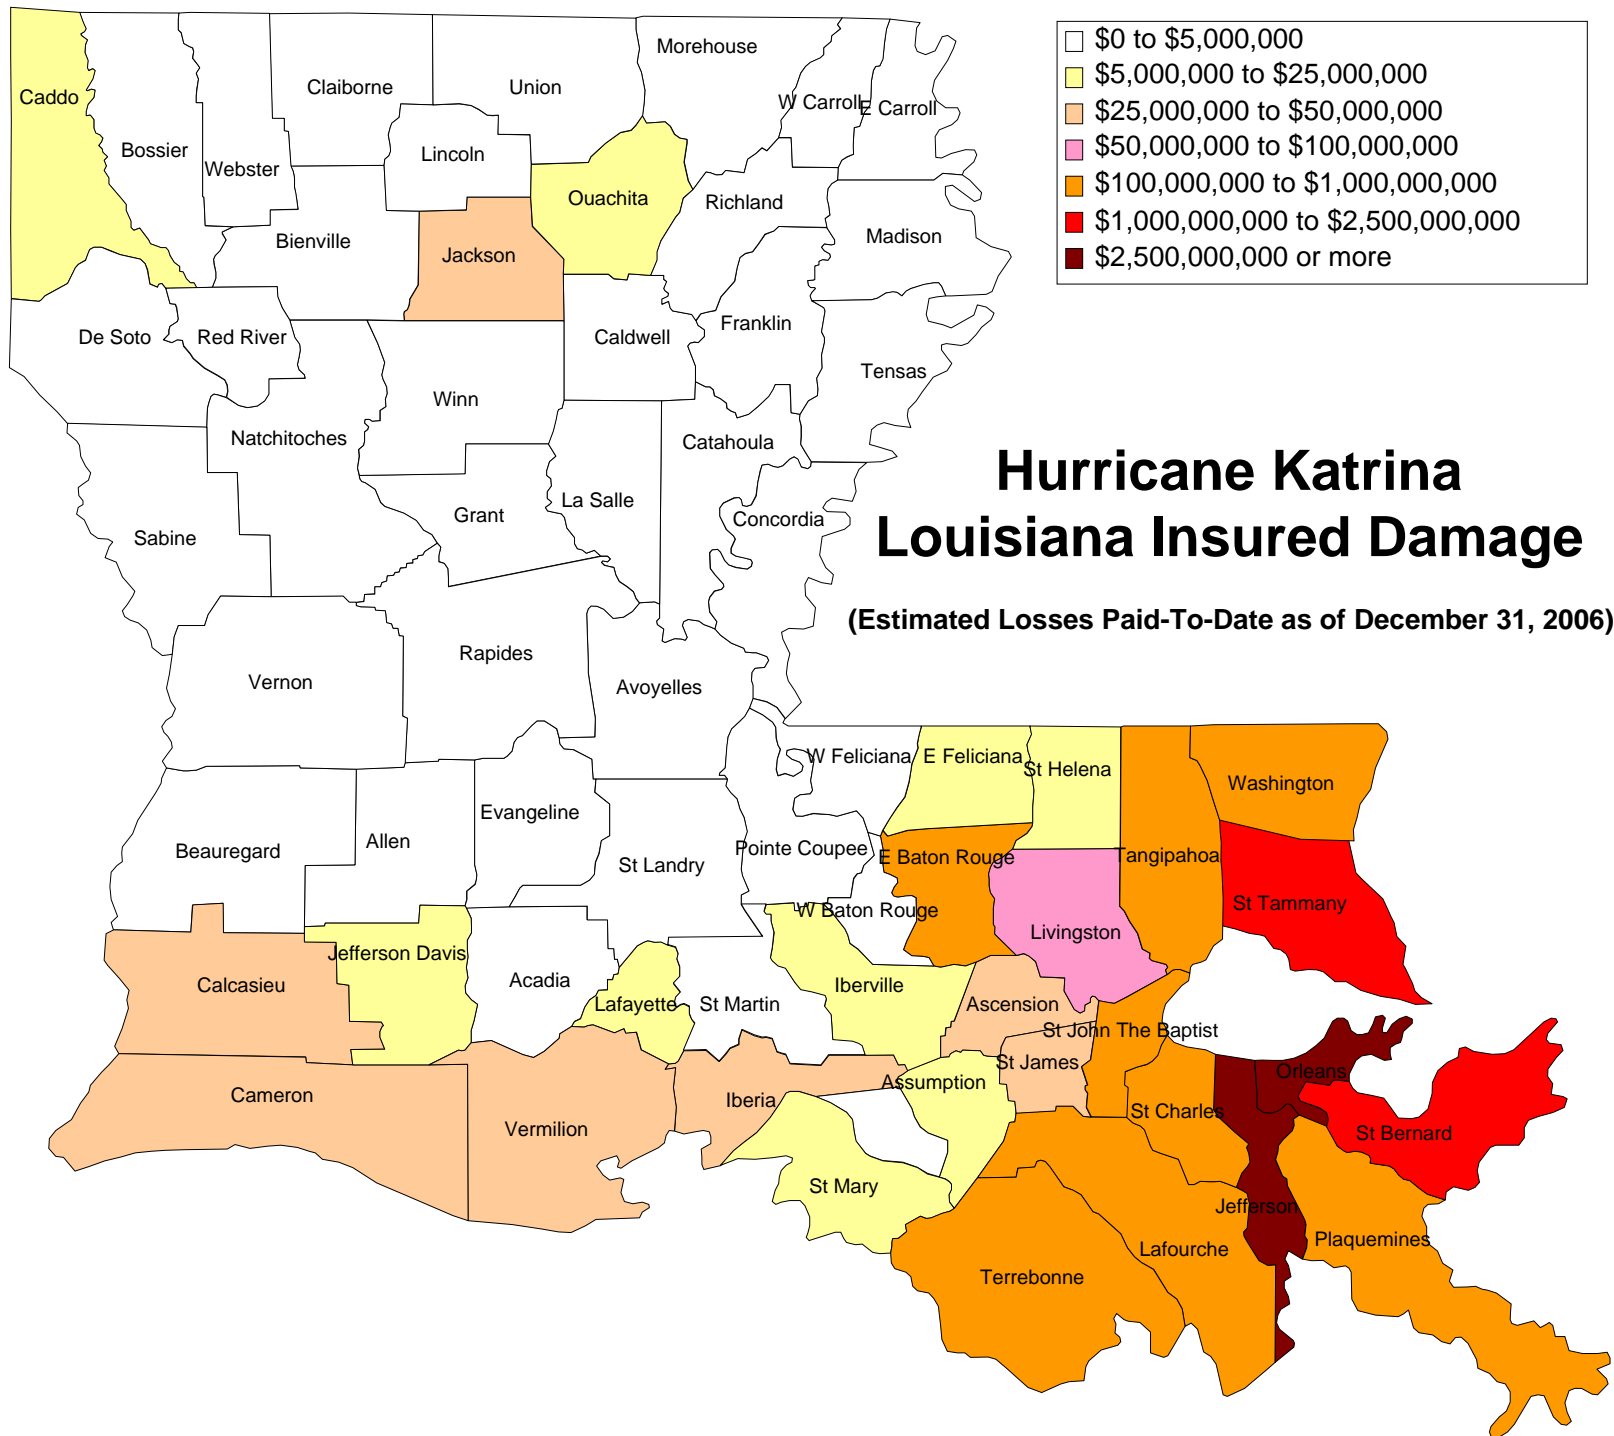 $0 to $5,000,000
$5,000,000 to $25,000,000
$25,000,000 to $50,000,000
$50,000,000 to $100,000,000
$100,000,000 to $1,000,000,000
$1,000,000,000 to $2,500,000,000
$2,500,000,000 or more
Hurricane Katrina
Louisiana Insured Damage
(Estimated Losses Paid-To-Date as of December 31, 2006)
Caddo
Bossier
Webster
Claiborne
Union
Morehouse
W Carroll
E Carroll
Lincoln
Ouachita
Richland
Madison
Bienville
Jackson
De Soto
Red River
Caldwell
Franklin
Tensas
Natchitoches
Winn
Catahoula
Sabine
Grant
La Salle
Concordia
Vernon
Rapides
Avoyelles
W Feliciana
E Feliciana
St Helena
Washington
Beauregard
Allen
Evangeline
St Landry
Pointe Coupee
E Baton Rouge
Tangipahoa
W Baton Rouge
Livingston
St Tammany
Calcasieu
Jefferson Davis
Acadia
Lafayette
St Martin
Iberville
Ascension
St John The Baptist
St James
Cameron
Vermilion
Iberia
Assumption
St Charles
Orleans
St Bernard
St Mary
Jefferson
Terrebonne
Lafourche
Plaquemines